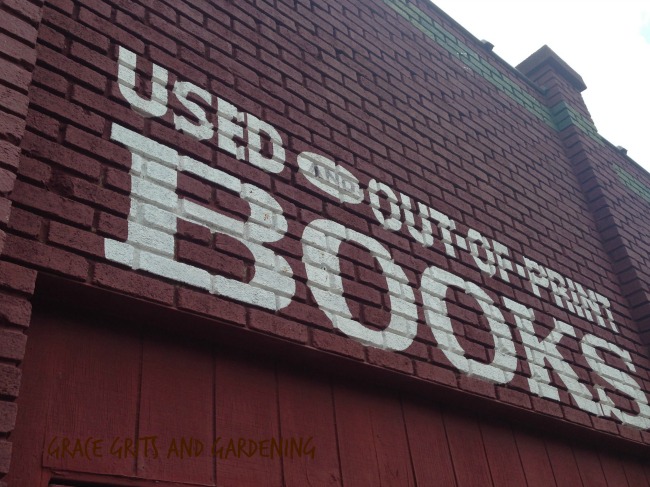 USED AND OUT-OF-PRINT
BOOKS
GRACE GRITS AND GARDENING